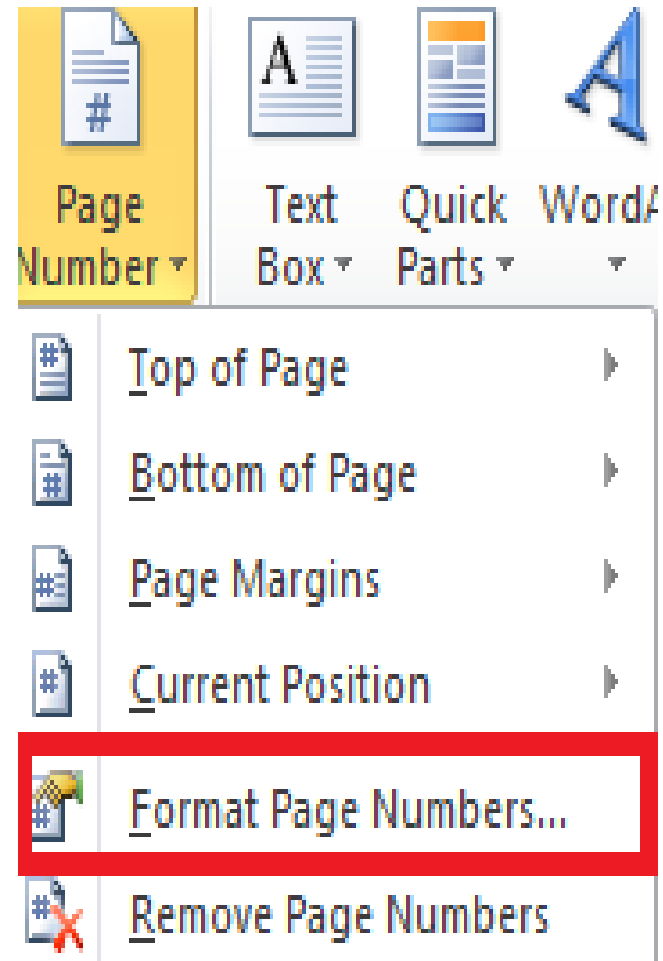 Page Text Quick WordA
Number Box Parts
Top of Page
Bottom of Page
Page Margins
Current Position
Format Page Numbers...
Remove Page Numbers